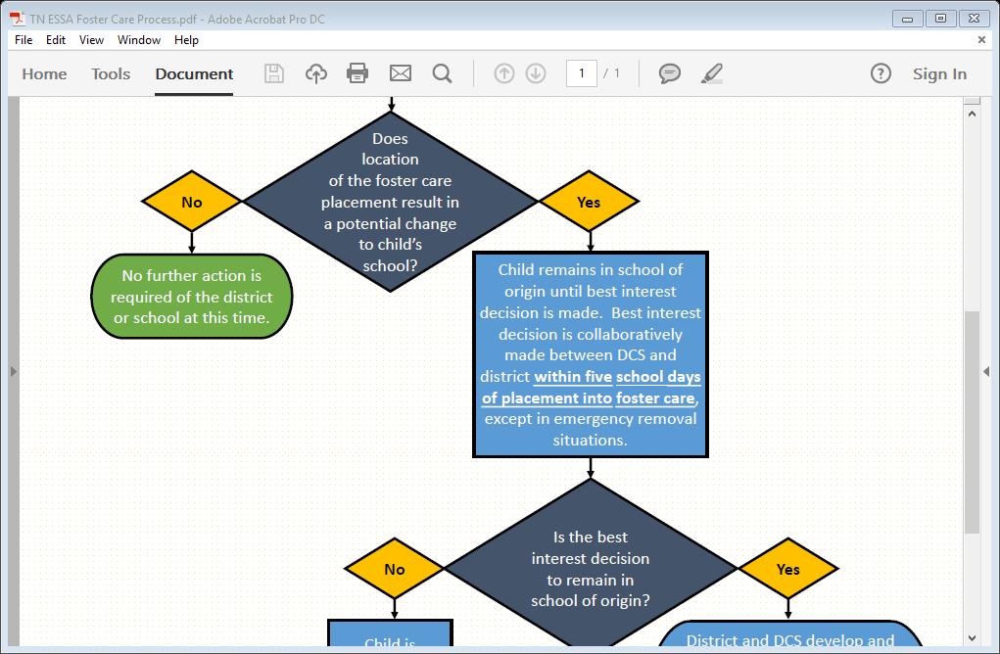 TN ESSA Foster Care Process.pdf - Adobe Acrobat Pro DC
File Edit View Window Help
Home Tools Document 1 / 1 Sign In
Does
location
of the foster care
placement result in
a potential change
to child's
school?
No
Yes
No further action is
required of the district
or school at this time.
Child remains in school of
origin until best interest
decision is made. Best interest
decision is collaboratively
made between DCS and
district within five school days
of placement into foster care,
except in emergency removal
situations.
Is the best
interest decision
to remain in
school of origin?
No
Yes
Child is
District and DCS develop and